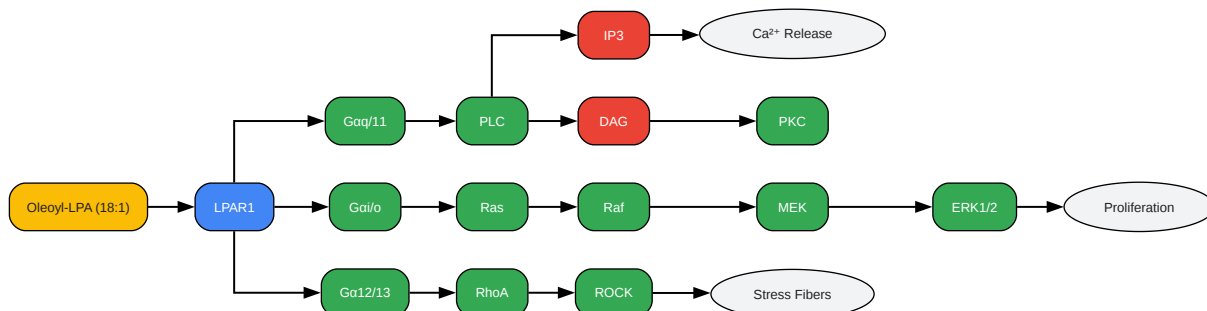 IP3
Ca²⁺ Release
Gαq/11
PLC
DAG
PKC
Oleoyl-LPA (18:1)
LPAR1
Gαi/o
Ras
Raf
MEK
ERK1/2
Proliferation
Gα12/13
RhoA
ROCK
Stress Fibers